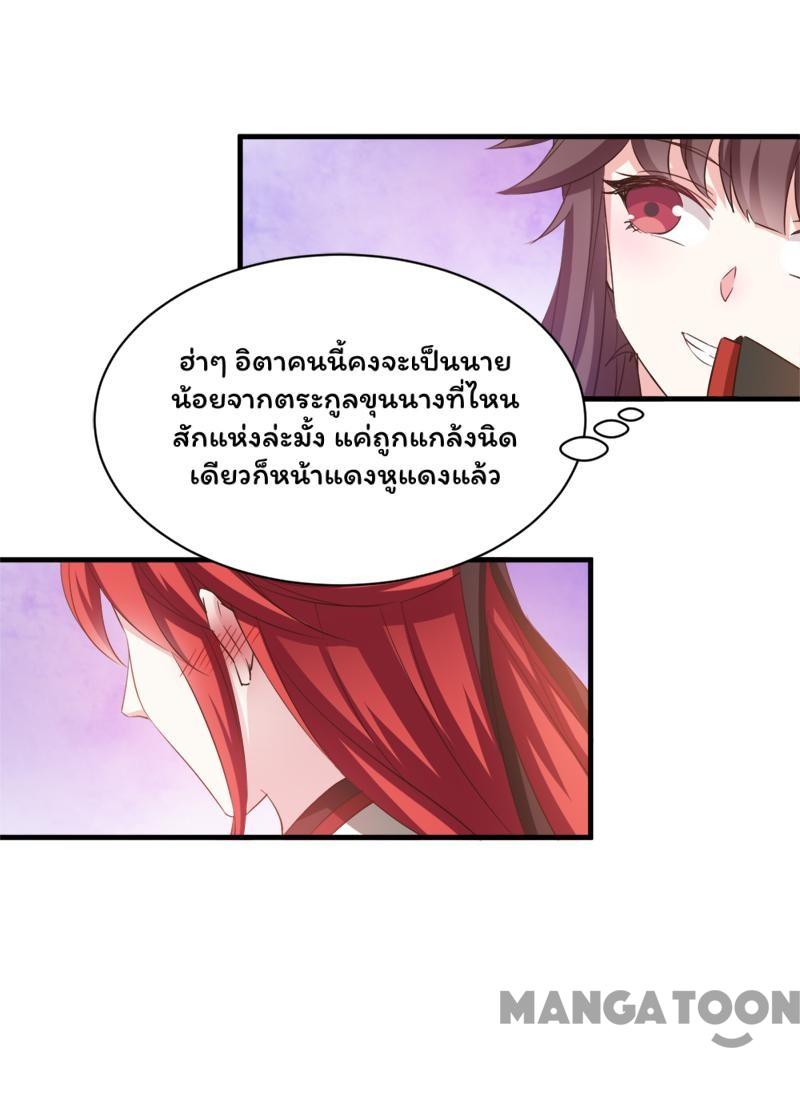 ฮ่าๆ อิตาคนนี้คงจะเป็นนาย
น้อยจากตระกูลขุนนางที่ไหน
สักแห่งล่ะมั้ง แค่ถูกแกล้งนิด
เดียวก็หน้าแดงหูแดงแล้ว
MANGATOON